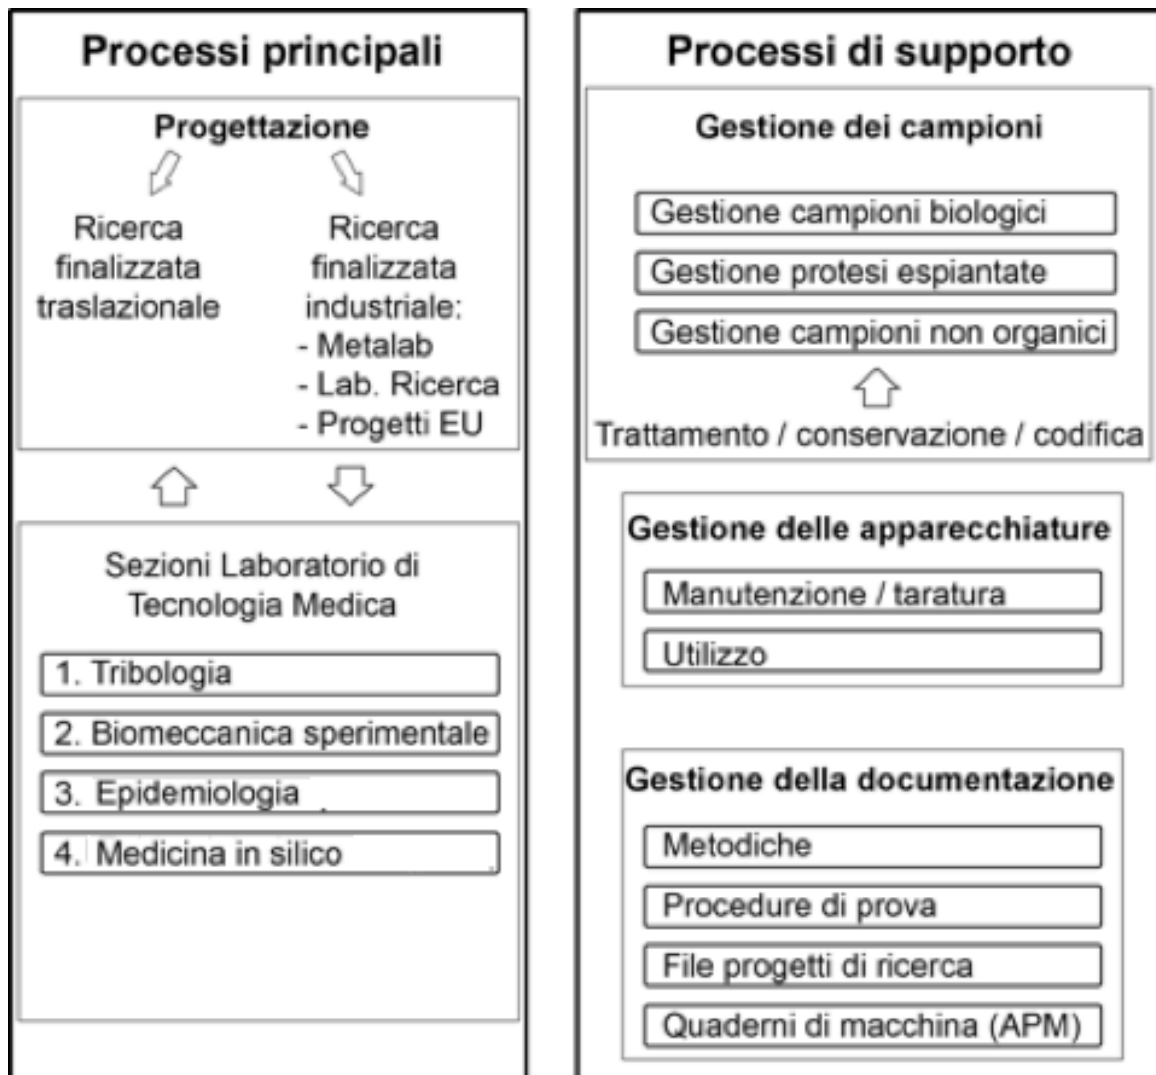 Processi principali
Progettazione
Ricerca
finalizzata
traslazionale
Ricerca
finalizzata
industriale:
- Metalab
- Lab. Ricerca
- Progetti EU
Sezioni Laboratorio di
Tecnologia Medica
1. Tribologia
2. Biomeccanica sperimentale
3. Epidemiologia
4. Medicina in silico
Processi di supporto
Gestione dei campioni
Gestione campioni biologici
Gestione protesi espiantate
Gestione campioni non organici
Trattamento / conservazione / codifica
Gestione delle apparecchiature
Manutenzione / taratura
Utilizzo
Gestione della documentazione
Metodiche
Procedure di prova
File progetti di ricerca
Quaderni di macchina (APM)